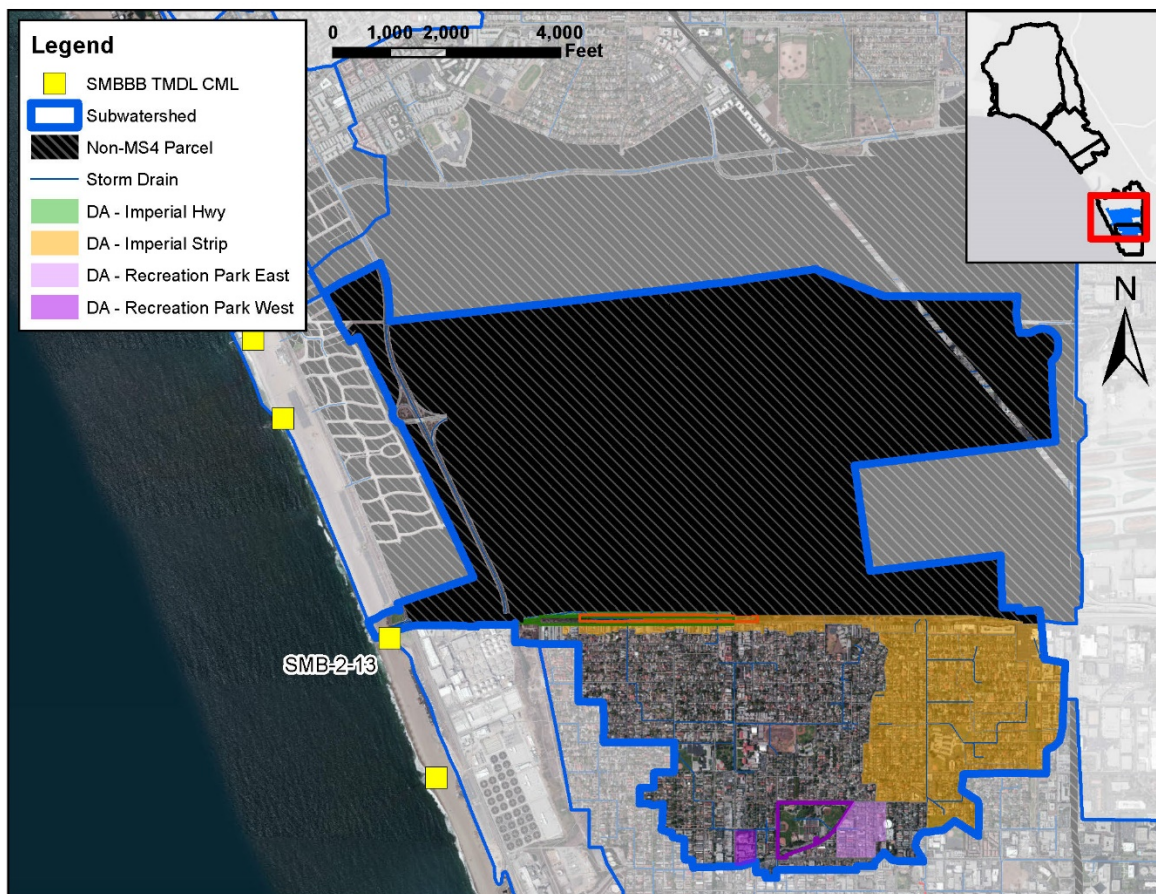 Legend
SMBBB TMDL CML
Subwatershed
Non-MS4 Parcel
Storm Drain
DA - Imperial Hwy
DA - Imperial Strip
DA - Recreation Park East
DA - Recreation Park West
0 1,000 2,000 4,000
Feet
N
SMB-2-13